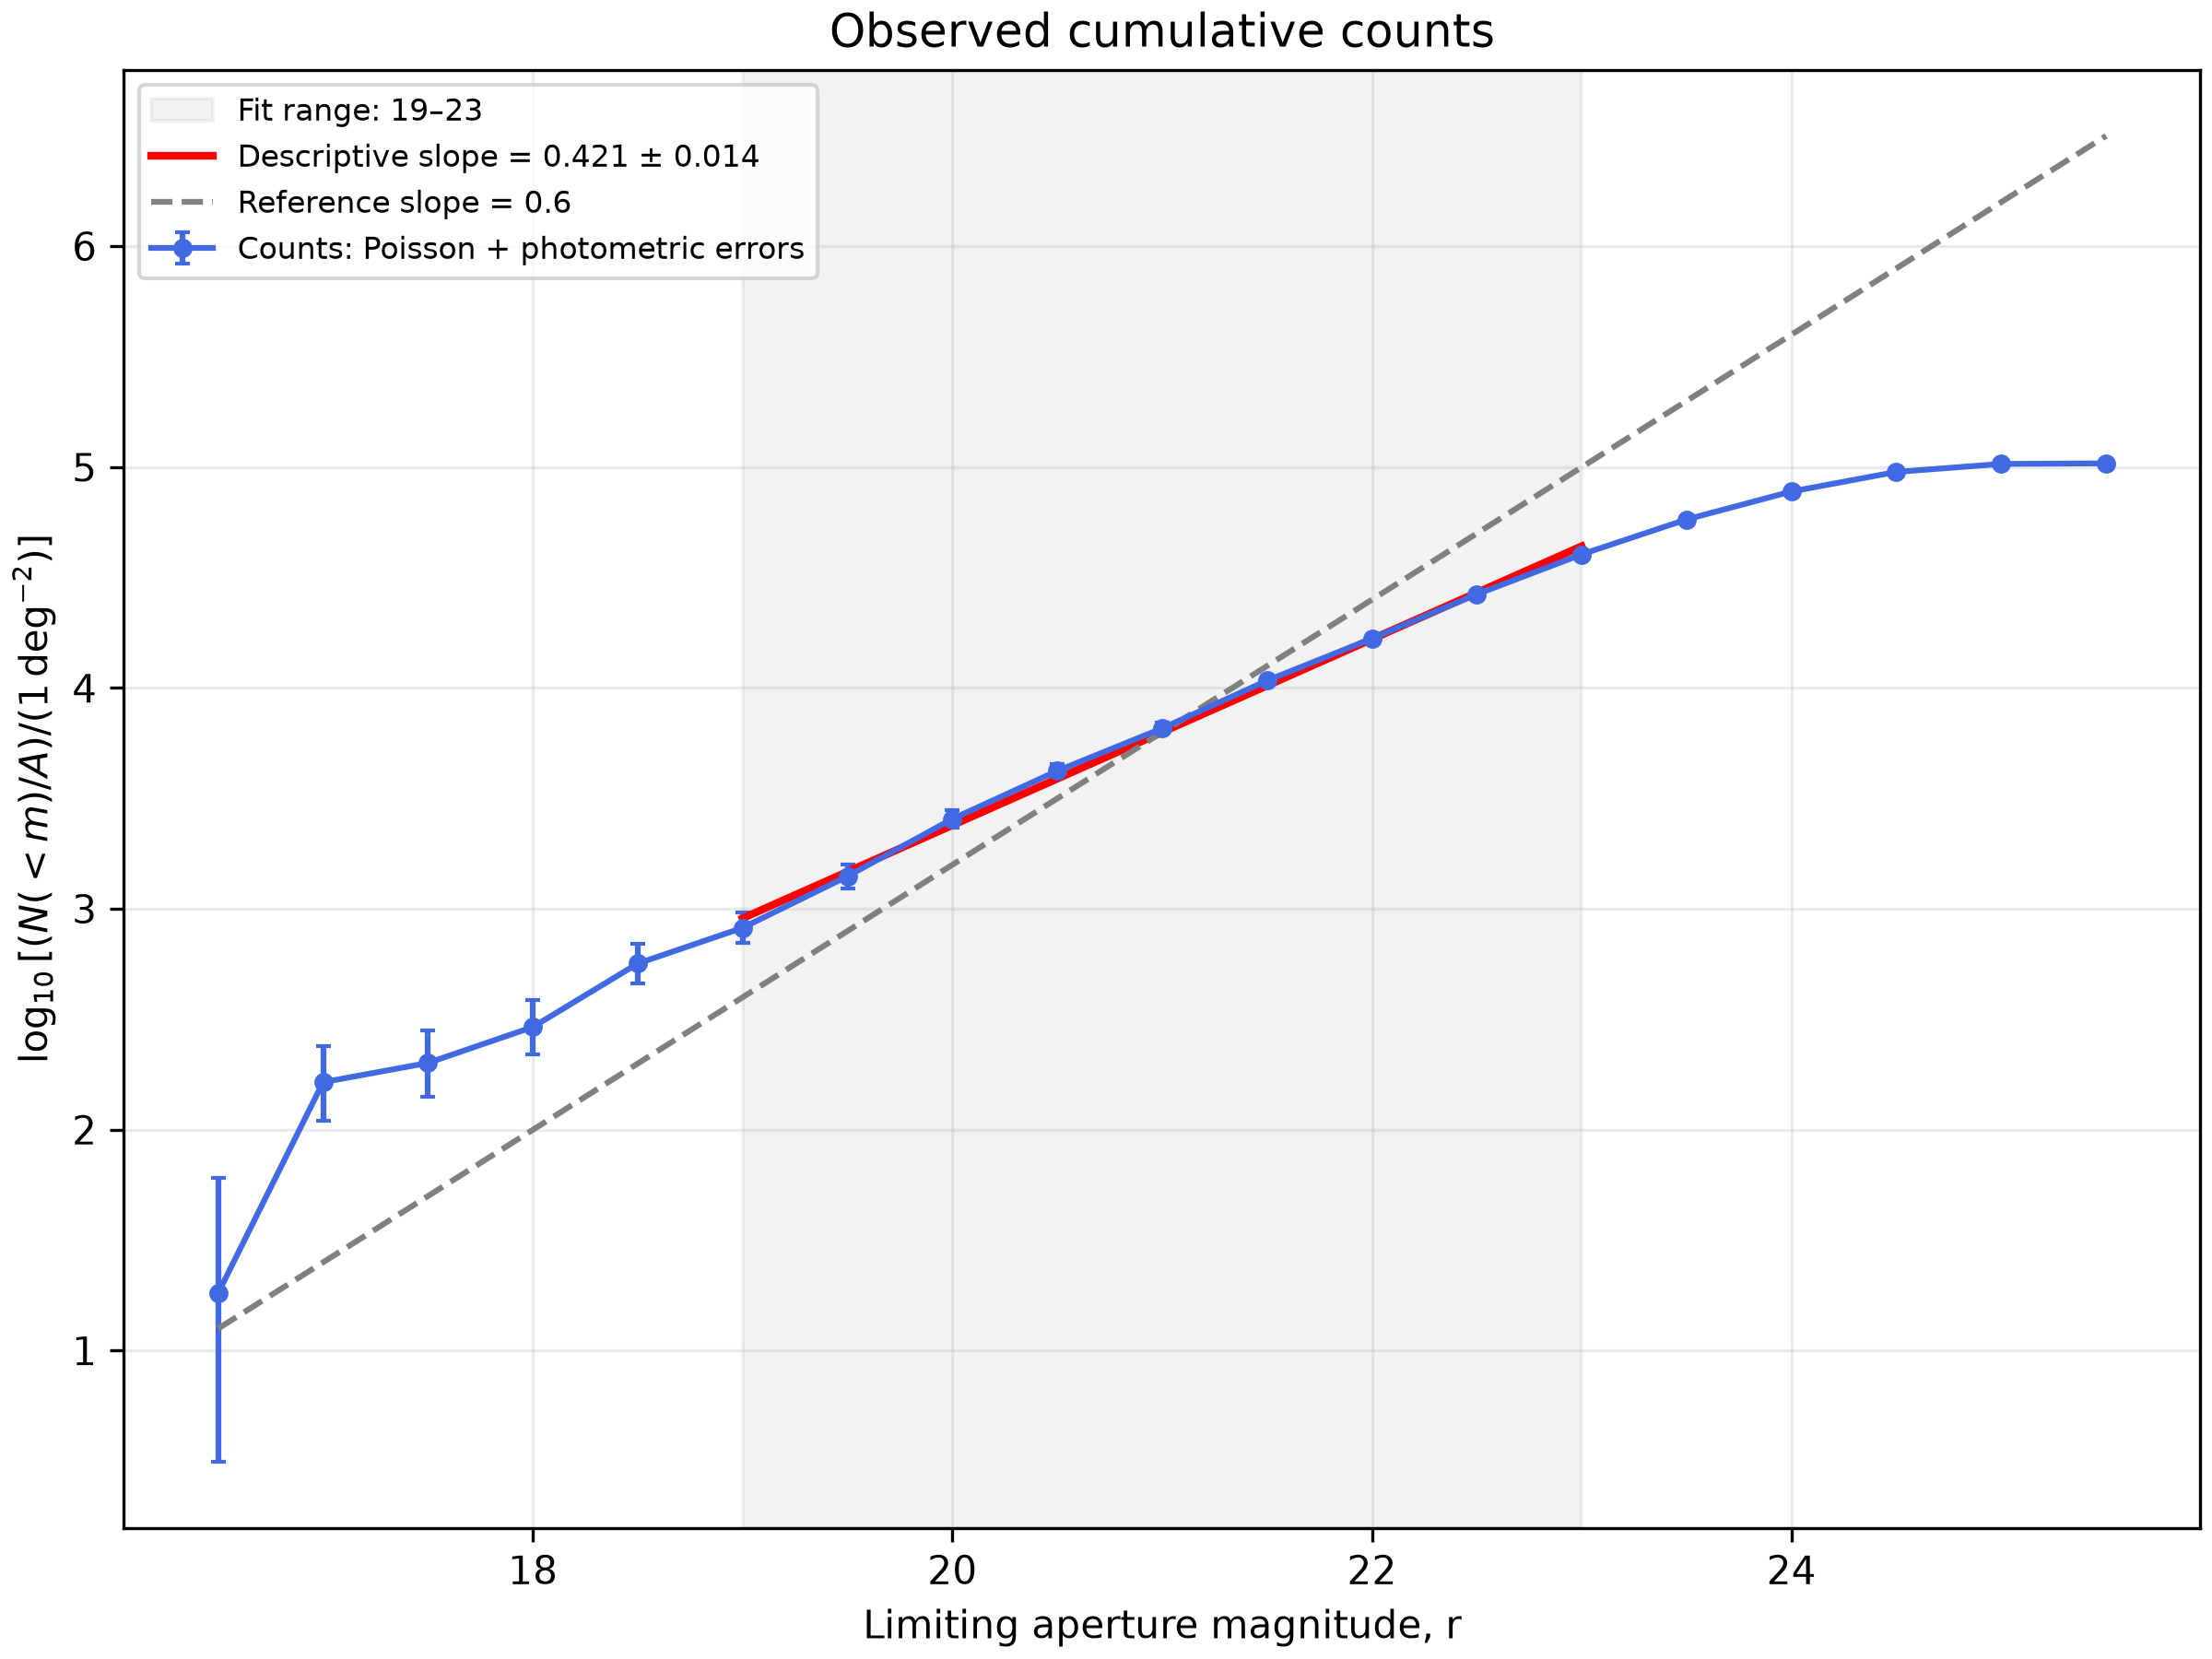 Observed cumulative counts
Fit range: 19–23
Descriptive slope = 0.421 ± 0.014
Reference slope = 0.6
Counts: Poisson + photometric errors
6
5
4
3
2
1
log₁₀ [(N( < m)/A)/(1 deg⁻²)]
18 20 22 24
Limiting aperture magnitude, r